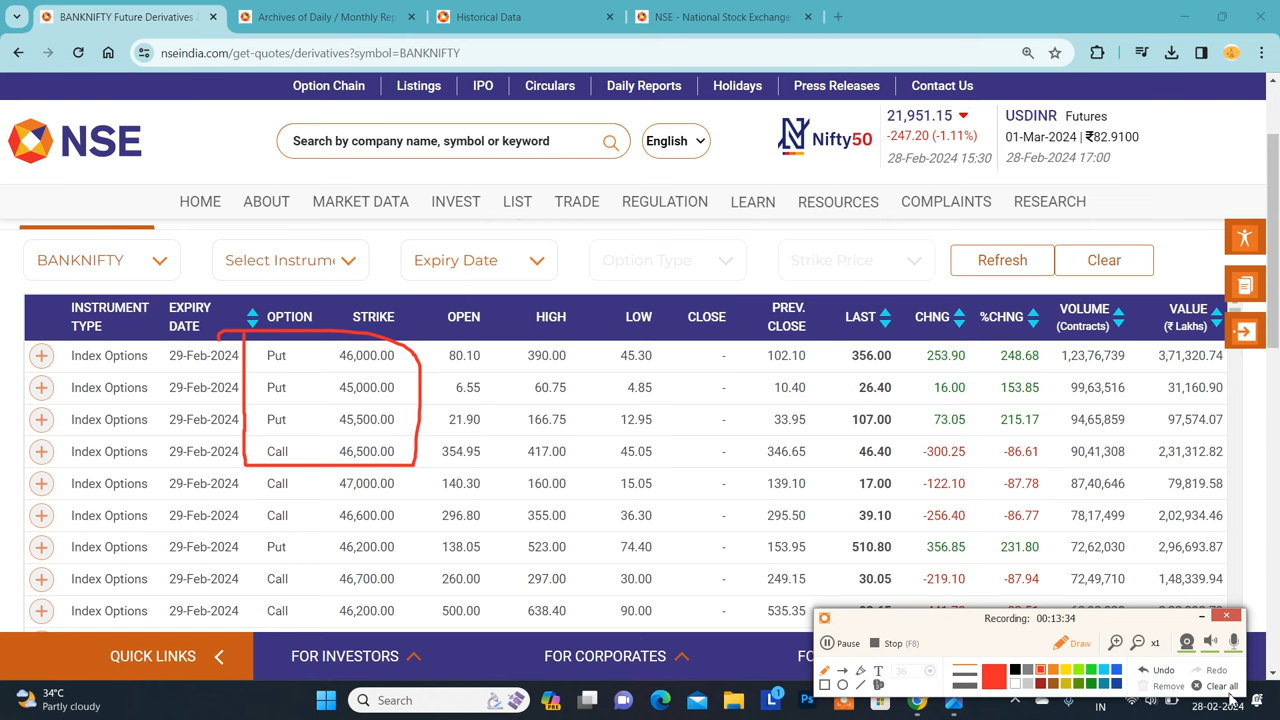 BANKNIFTY Future Derivatives &
Archives of Daily / Monthly Rep
Historical Data
NSE - National Stock Exchange
nseindia.com/get-quotes/derivatives?symbol=BANKNIFTY
Option Chain Listings IPO Circulars Daily Reports Holidays Press Releases Contact Us
NSE
Search by company name, symbol or keyword
English
Nifty50
21,951.15
-247.20 (-1.11%)
28-Feb-2024 15:30
USDINR Futures
01-Mar-2024 | ₹82.9100
28-Feb-2024 17:00
HOME ABOUT MARKET DATA INVEST LIST TRADE REGULATION LEARN RESOURCES COMPLAINTS RESEARCH
BANKNIFTY Select Instrum Expiry Date Option Type Strike Price Refresh Clear
INSTRUMENT TYPE EXPIRY DATE OPTION STRIKE OPEN HIGH LOW CLOSE PREV. CLOSE LAST CHNG %CHNG VOLUME (Contracts) VALUE (₹ Lakhs)
Index Options 29-Feb-2024 Put 46,000.00 80.10 390.00 45.30 - 102.10 356.00 253.90 248.68 1,23,76,739 3,71,320.74
Index Options 29-Feb-2024 Put 45,000.00 6.55 60.75 4.85 - 10.40 26.40 16.00 153.85 99,63,516 31,160.90
Index Options 29-Feb-2024 Put 45,500.00 21.90 166.75 12.95 - 33.95 107.00 73.05 215.17 94,65,859 97,574.07
Index Options 29-Feb-2024 Call 46,500.00 354.95 417.00 45.05 - 346.65 46.40 -300.25 -86.61 90,41,308 2,31,312.82
Index Options 29-Feb-2024 Call 47,000.00 140.30 160.00 15.05 - 139.10 17.00 -122.10 -87.78 87,40,646 79,819.58
Index Options 29-Feb-2024 Call 46,600.00 296.80 355.00 36.30 - 295.50 39.10 -256.40 -86.77 78,17,499 2,02,934.46
Index Options 29-Feb-2024 Put 46,200.00 138.05 523.00 74.40 - 153.95 510.80 356.85 231.80 72,62,030 2,96,693.87
Index Options 29-Feb-2024 Call 46,700.00 260.00 297.00 30.00 - 249.15 30.05 -219.10 -87.94 72,49,710 1,48,339.94
Index Options 29-Feb-2024 Call 46,200.00 500.00 638.40 90.00 - 535.35
Recording: 00:13:34
Pause Stop (F8) Draw x1
T 36 Undo Redo
Remove Clear all
QUICK LINKS FOR INVESTORS FOR CORPORATES
34°C
Partly cloudy
Search
IN
28-02-2024